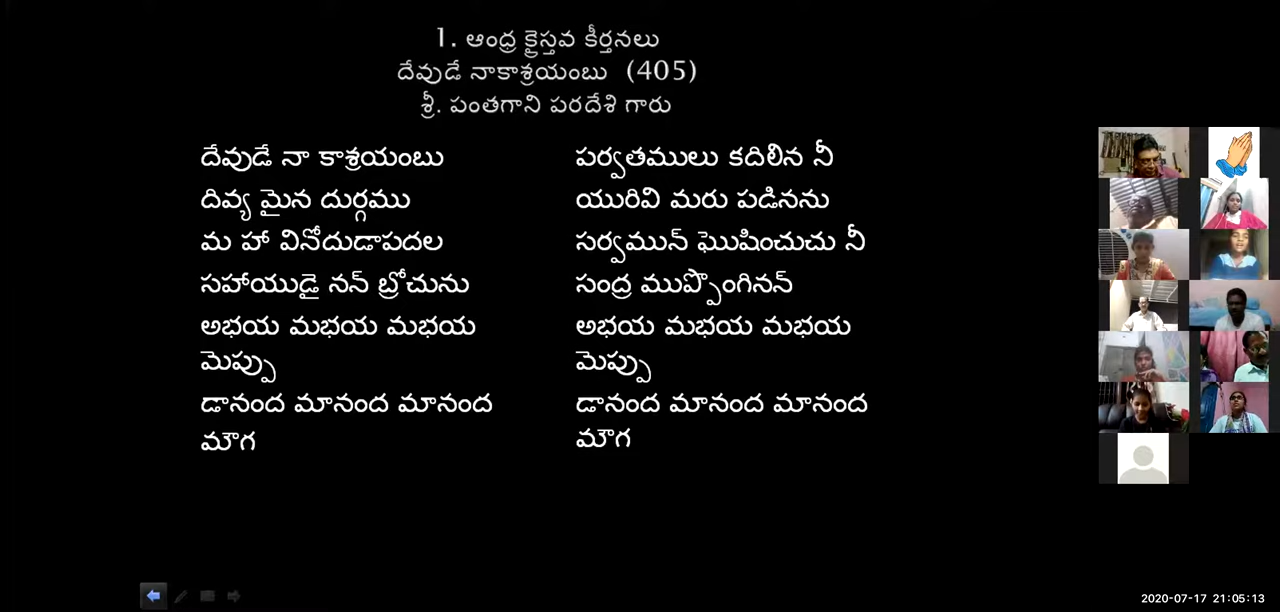 1. ఆంధ్ర క్రైస్తవ కీర్తనలు
దేవుడే నాకాశ్రయంబు (405)
శ్రీ. పంతగాని పరదేశి గారు
దేవుడే నా కాశ్రయంబు
దివ్య మైన దుర్గము
మ హా వినోదుడాపదల
సహాయుడై నన్ బ్రోచును
అభయ మభయ మభయ
మెప్పు
డానంద మానంద మానంద
మౌగ
పర్వతములు కదిలిన నీ
యురివి మరు పడినను
సర్వమున్ ఘొషించుచు నీ
సంద్ర ముప్పొంగినన్
అభయ మభయ మభయ
మెప్పు
డానంద మానంద మానంద
మౌగ
2020-07-17 21:05:13